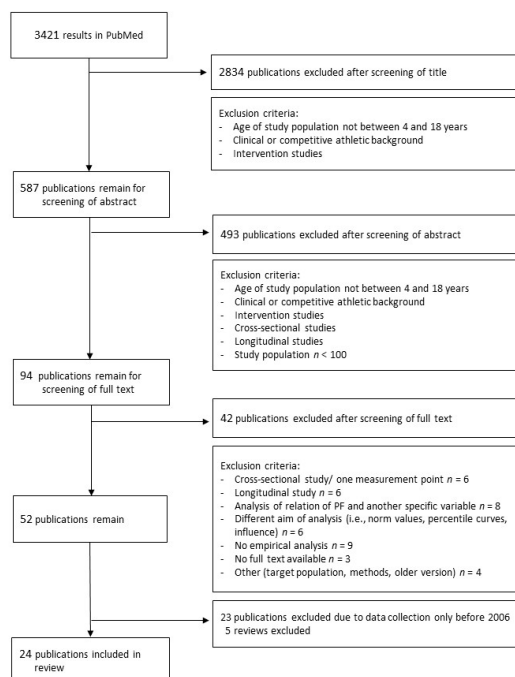 3421 results in PubMed
2834 publications excluded after screening of title
Exclusion criteria:
- Age of study population not between 4 and 18 years
- Clinical or competitive athletic background
- Intervention studies
587 publications remain for
screening of abstract
493 publications excluded after screening of abstract
Exclusion criteria:
- Age of study population not between 4 and 18 years
- Clinical or competitive athletic background
- Intervention studies
- Cross-sectional studies
- Longitudinal studies
- Study population n < 100
94 publications remain for
screening of full text
42 publications excluded after screening of full text
Exclusion criteria:
- Cross-sectional study/ one measurement point n = 6
- Longitudinal study n = 6
- Analysis of relation of PF and another specific variable n = 8
- Different aim of analysis (i.e., norm values, percentile curves,
influence) n = 6
- No empirical analysis n = 9
- No full text available n = 3
- Other (target population, methods, older version) n = 4
52 publications remain
23 publications excluded due to data collection only before 2006
5 reviews excluded
24 publications included in
review